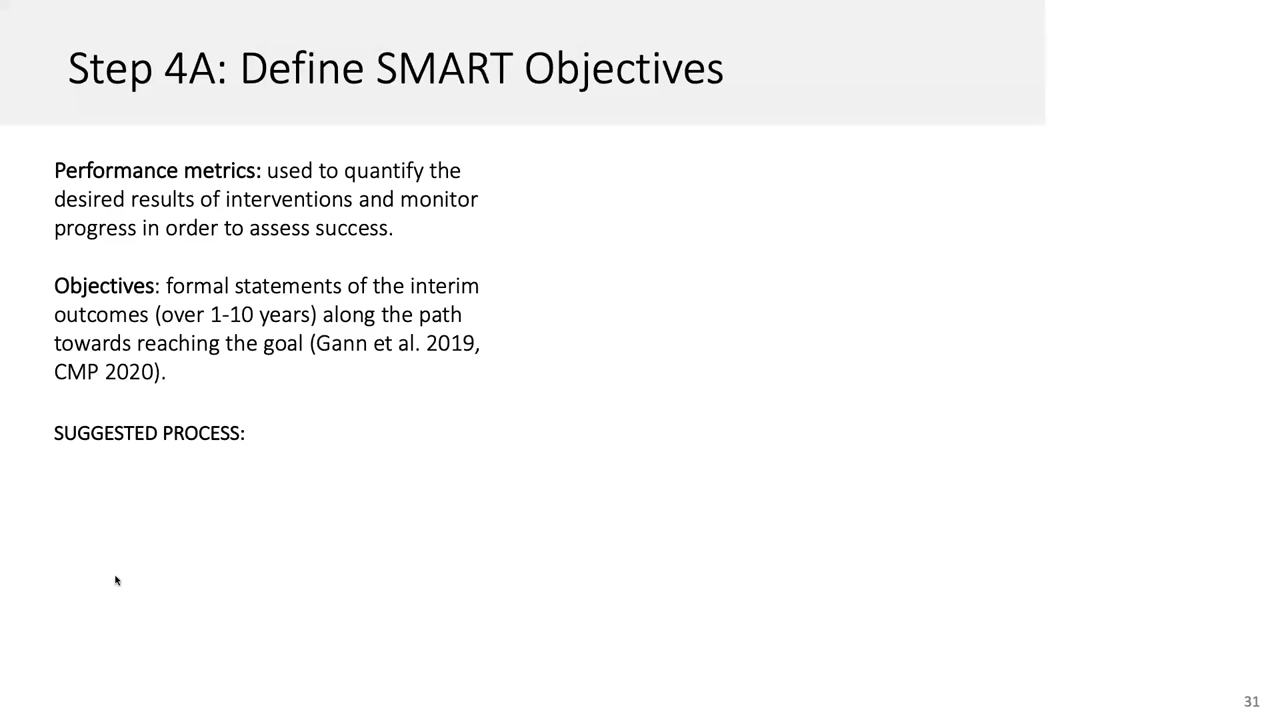 Step 4A: Define SMART Objectives
Performance metrics: used to quantify the
desired results of interventions and monitor
progress in order to assess success.
Objectives: formal statements of the interim
outcomes (over 1-10 years) along the path
towards reaching the goal (Gann et al. 2019,
CMP 2020).
SUGGESTED PROCESS:
31